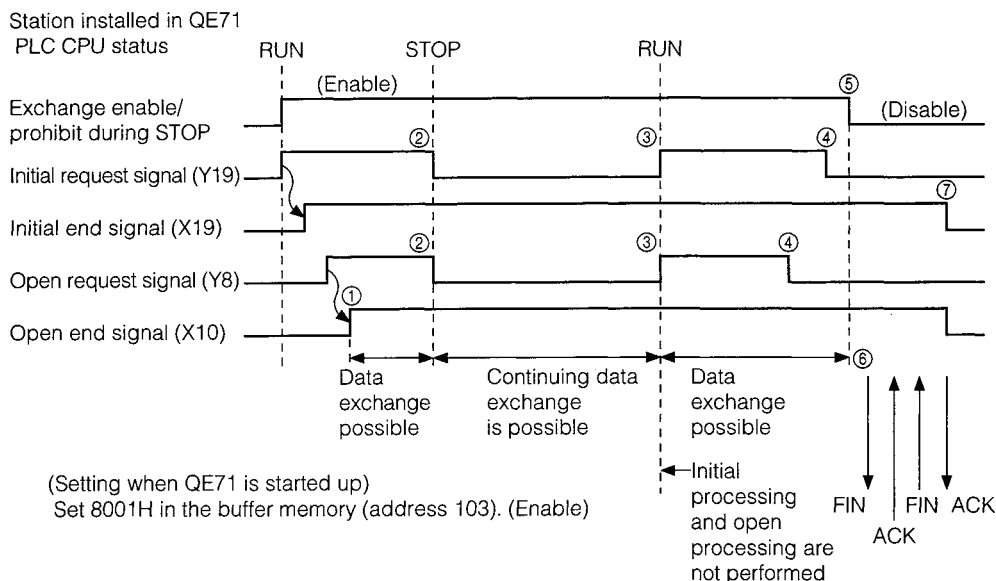 Station installed in QE71
PLC CPU status
RUN STOP RUN
(Enable) ⑤
Exchange enable/
prohibit during STOP
(Disable)
② ③ ④
Initial request signal (Y19)
⑦
Initial end signal (X19)
② ③ ④
Open request signal (Y8)
①
Open end signal (X10)
⑥
Data
exchange
possible
Continuing data
exchange
is possible
Data
exchange
possible
(Setting when QE71 is started up)
Set 8001H in the buffer memory (address 103). (Enable)
Initial
processing
and open
processing are
not performed
FIN FIN ACK
ACK